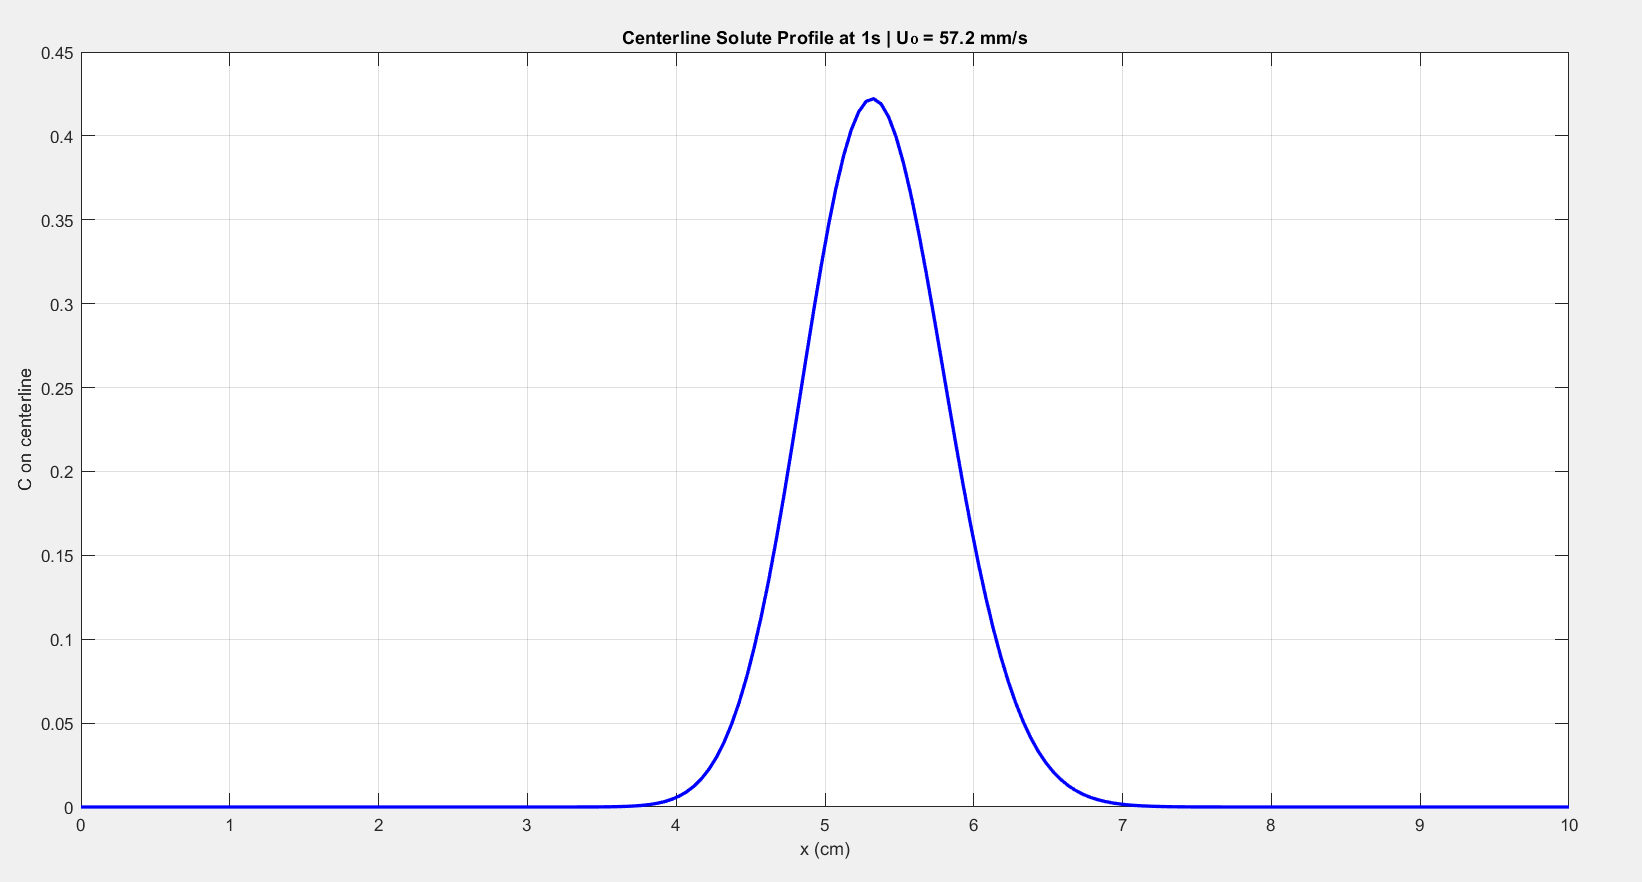 Centerline Solute Profile at 1s | U₀ = 57.2 mm/s
0.45
0.4
0.35
0.3
0.25
0.2
0.15
0.1
0.05
0
C on centerline
0 1 2 3 4 5 6 7 8 9 10
x (cm)